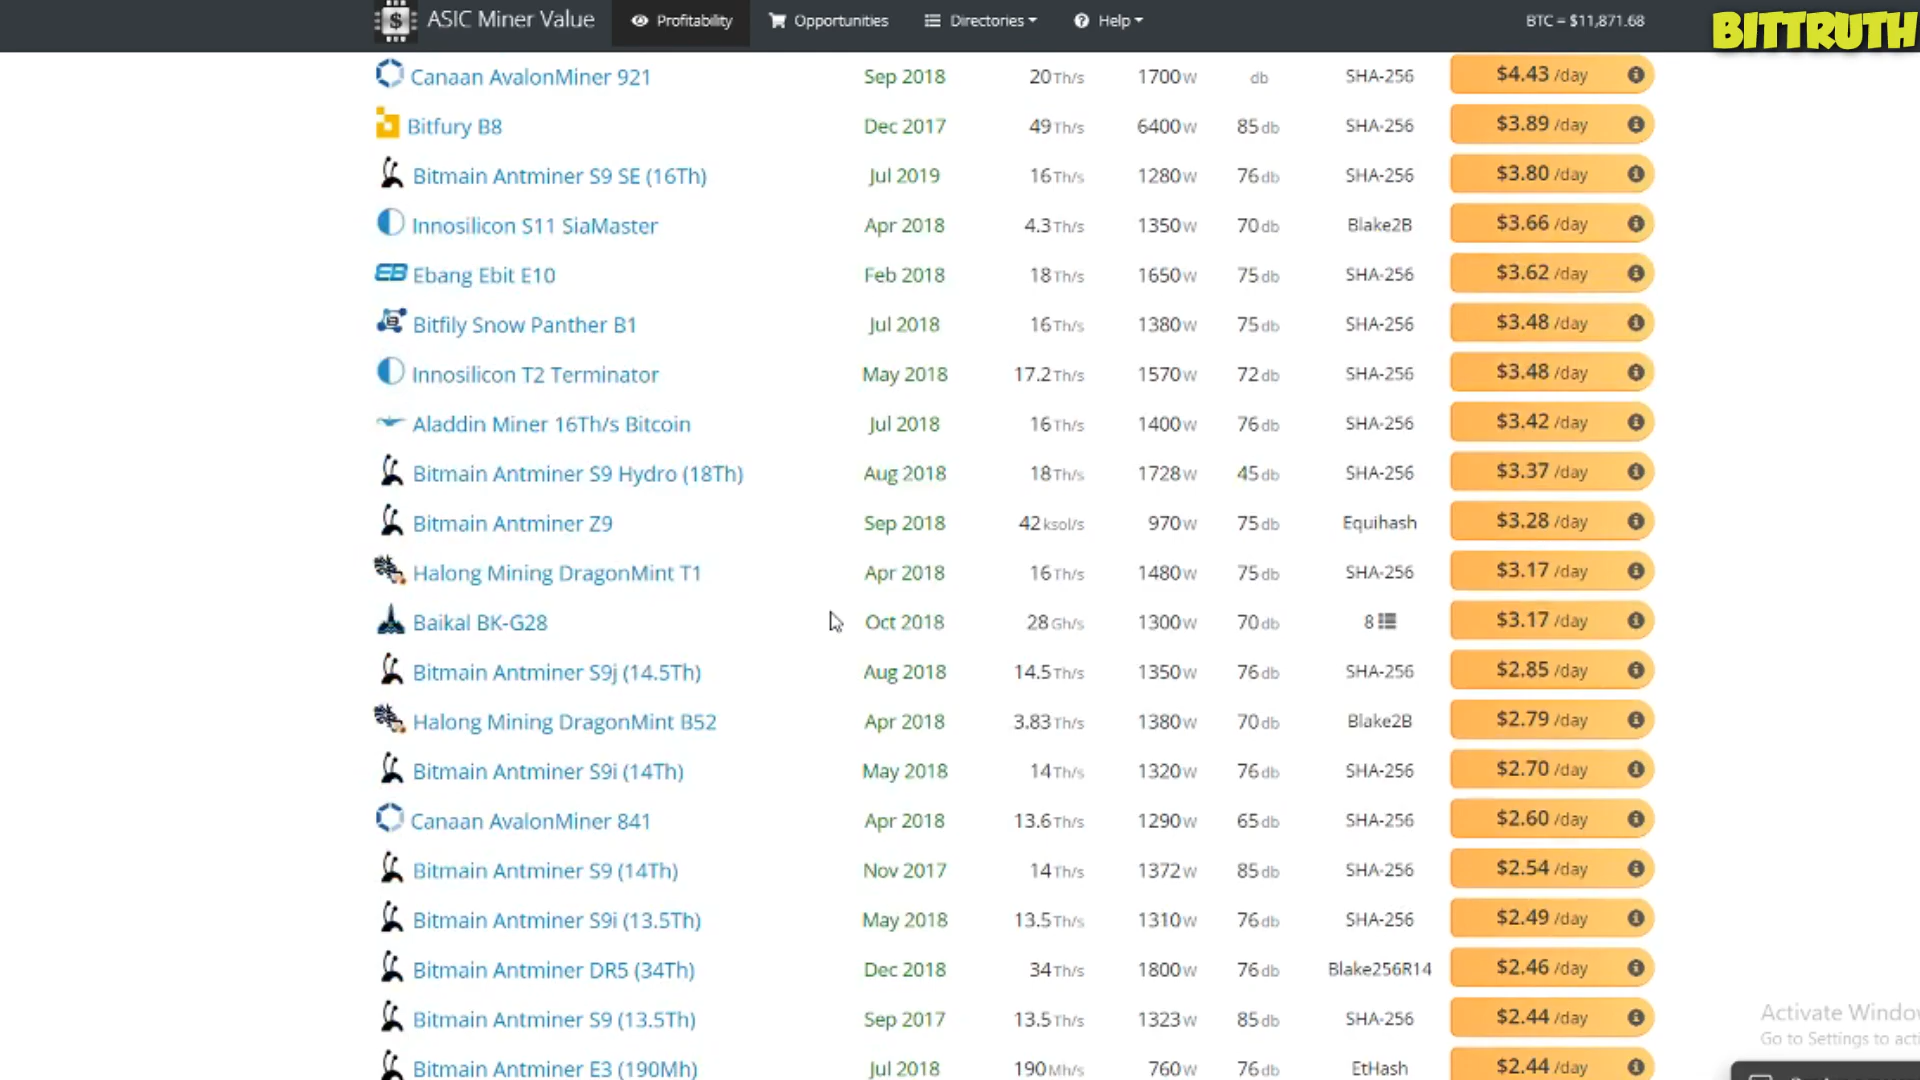 ASIC Miner Value Profitability Opportunities Directories Help BTC = $11,871.68 BITTRUTH
Canaan AvalonMiner 921 Sep 2018 20Th/s 1700W db SHA-256 $4.43 /day
Bitfury B8 Dec 2017 49Th/s 6400W 85db SHA-256 $3.89 /day
Bitmain Antminer S9 SE (16Th) Jul 2019 16Th/s 1280W 76db SHA-256 $3.80 /day
Innosilicon S11 SiaMaster Apr 2018 4.3Th/s 1350W 70db Blake2B $3.66 /day
Ebang Ebit E10 Feb 2018 18Th/s 1650W 75db SHA-256 $3.62 /day
Bitfily Snow Panther B1 Jul 2018 16Th/s 1380W 75db SHA-256 $3.48 /day
Innosilicon T2 Terminator May 2018 17.2Th/s 1570W 72db SHA-256 $3.48 /day
Aladdin Miner 16Th/s Bitcoin Jul 2018 16Th/s 1400W 76db SHA-256 $3.42 /day
Bitmain Antminer S9 Hydro (18Th) Aug 2018 18Th/s 1728W 45db SHA-256 $3.37 /day
Bitmain Antminer Z9 Sep 2018 42ksol/s 970W 75db Equihash $3.28 /day
Halong Mining DragonMint T1 Apr 2018 16Th/s 1480W 75db SHA-256 $3.17 /day
Baikal BK-G28 Oct 2018 28Gh/s 1300W 70db 8 $3.17 /day
Bitmain Antminer S9j (14.5Th) Aug 2018 14.5Th/s 1350W 76db SHA-256 $2.85 /day
Halong Mining DragonMint B52 Apr 2018 3.83Th/s 1380W 70db Blake2B $2.79 /day
Bitmain Antminer S9i (14Th) May 2018 14Th/s 1320W 76db SHA-256 $2.70 /day
Canaan AvalonMiner 841 Apr 2018 13.6Th/s 1290W 65db SHA-256 $2.60 /day
Bitmain Antminer S9 (14Th) Nov 2017 14Th/s 1372W 85db SHA-256 $2.54 /day
Bitmain Antminer S9i (13.5Th) May 2018 13.5Th/s 1310W 76db SHA-256 $2.49 /day
Bitmain Antminer DR5 (34Th) Dec 2018 34Th/s 1800W 76db Blake256R14 $2.46 /day
Activate Windo
Bitmain Antminer S9 (13.5Th) Sep 2017 13.5Th/s 1323W 85db SHA-256 $2.44 /day
Go to Settings to acti
Bitmain Antminer E3 (190Mh) Jul 2018 190Mh/s 760W 76db EtHash $2.44 /day